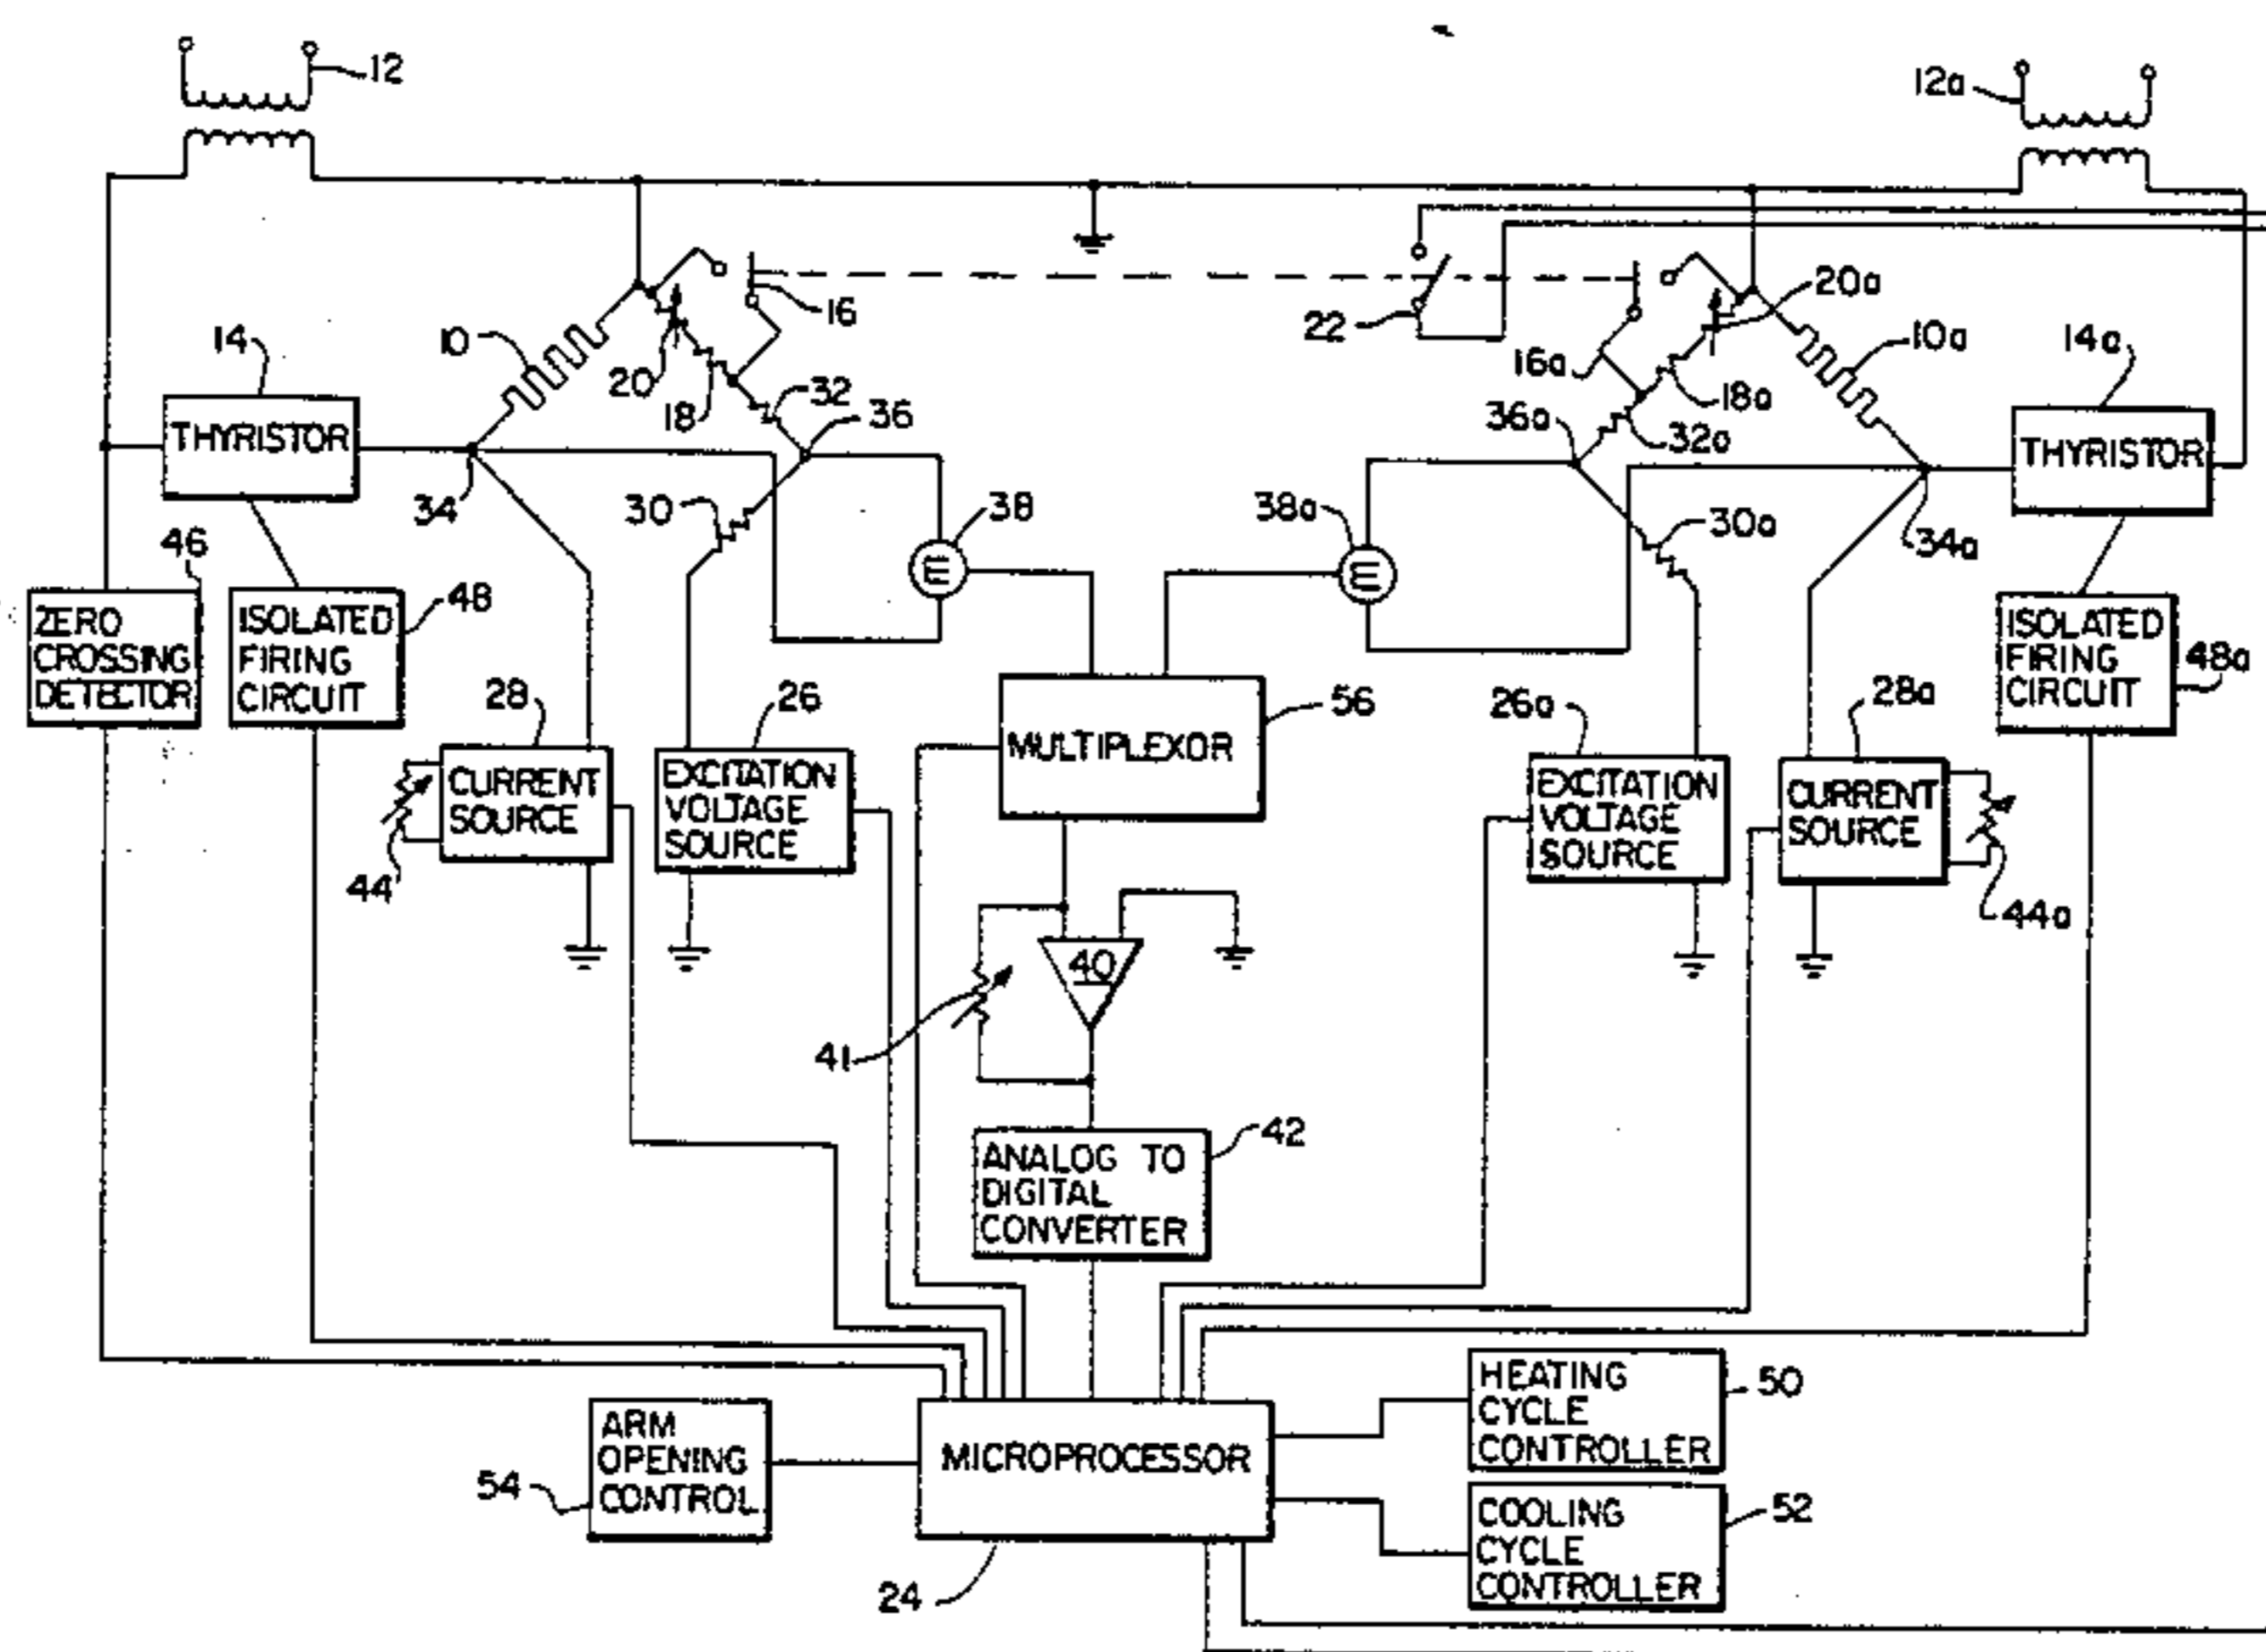 12
12a
16
22
20a
14
10
20
18
32
36
16a
36a
18a
32a
10a
14a
THYRISTOR
THYRISTOR
34
30
38
38a
30a
34a
46
ZERO
CROSSING
DETECTOR
ISOLATED
FIRING
CIRCUIT
48
ISOLATED
FIRING
CIRCUIT
48a
28
26
56
26a
28a
CURRENT
SOURCE
EXCITATION
VOLTAGE
SOURCE
MULTIPLEXOR
EXCITATION
VOLTAGE
SOURCE
CURRENT
SOURCE
44
44a
40
41
42
ANALOG TO
DIGITAL
CONVERTER
ARM
OPENING
CONTROL
54
MICROPROCESSOR
24
HEATING
CYCLE
CONTROLLER
50
COOLING
CYCLE
CONTROLLER
52